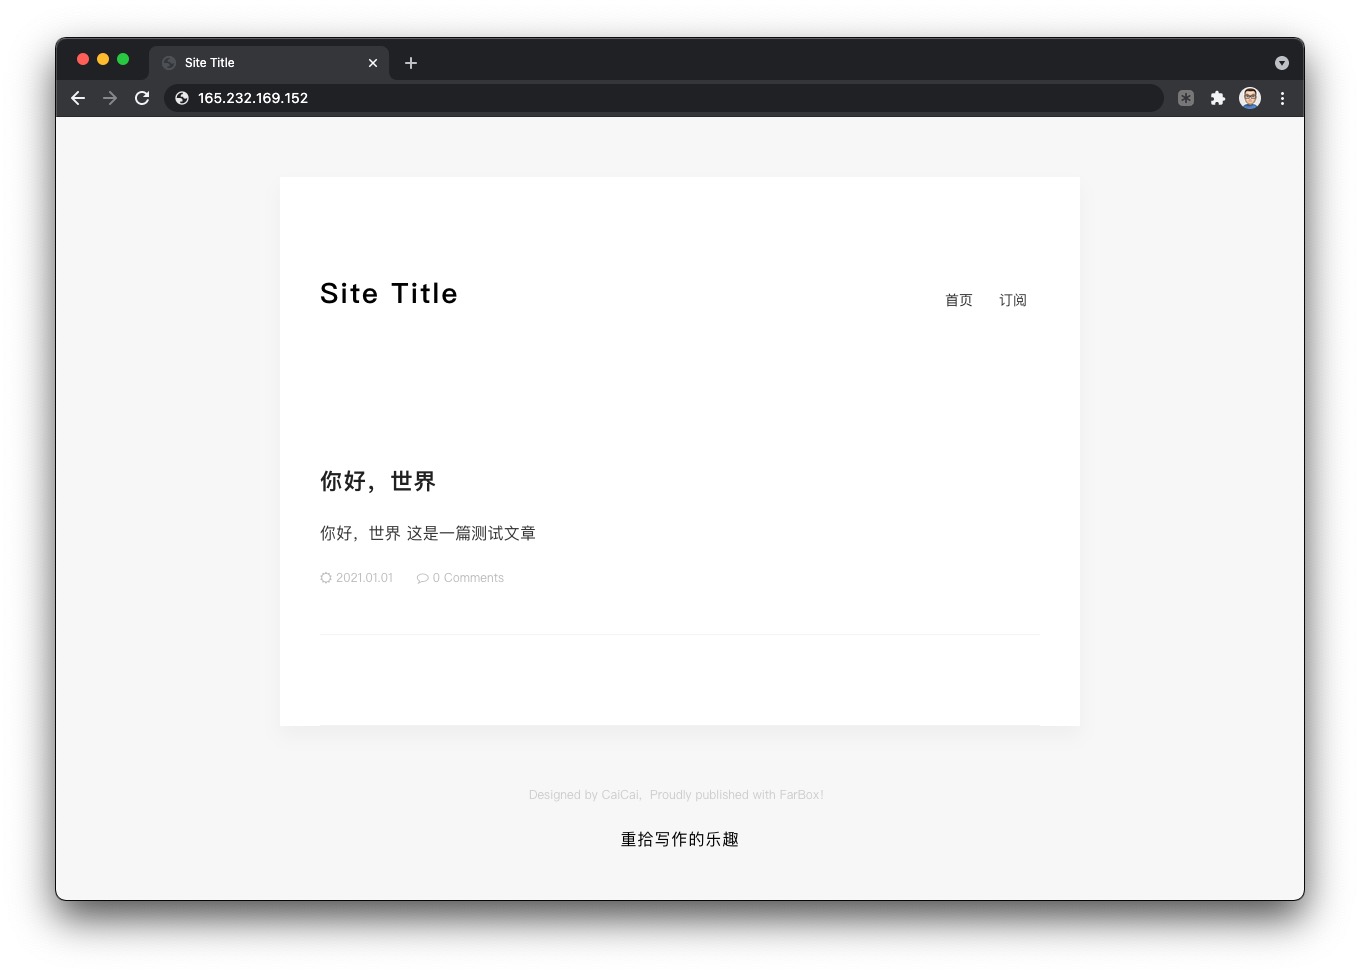 Site Title
165.232.169.152
Site Title
首页 订阅
你好，世界
你好，世界 这是一篇测试文章
2021.01.01 0 Comments
Designed by CaiCai, Proudly published with FarBox!
重拾写作的乐趣